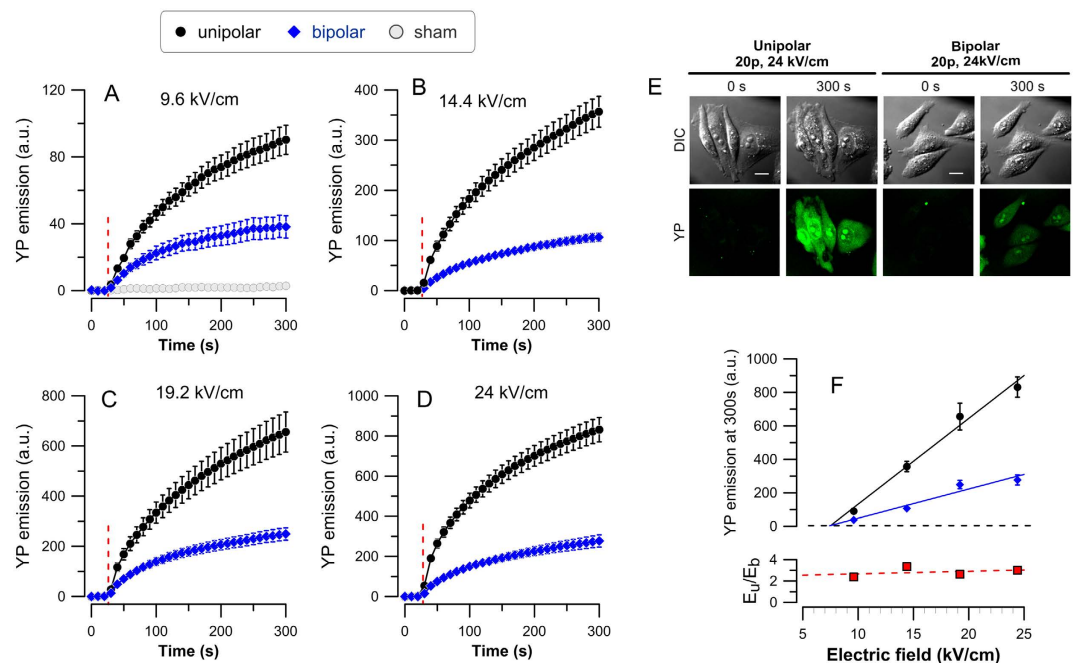 unipolar bipolar sham
A 9.6 kV/cm
YP emission (a.u.)
120
80
40
0
0 100 200 300
Time (s)
B 14.4 kV/cm
YP emission (a.u.)
400
300
200
100
0
0 100 200 300
Time (s)
C 19.2 kV/cm
YP emission (a.u.)
800
600
400
200
0
0 100 200 300
Time (s)
D 24 kV/cm
YP emission (a.u.)
1000
800
600
400
200
0
0 100 200 300
Time (s)
E
Unipolar Bipolar
20p, 24 kV/cm 20p, 24kV/cm
0 s 300 s 0 s 300 s
DIC
YP
F
YP emission at 300s (a.u.)
1000
800
600
400
200
0
Eu/Eb
4
2
0
5 10 15 20 25
Electric field (kV/cm)